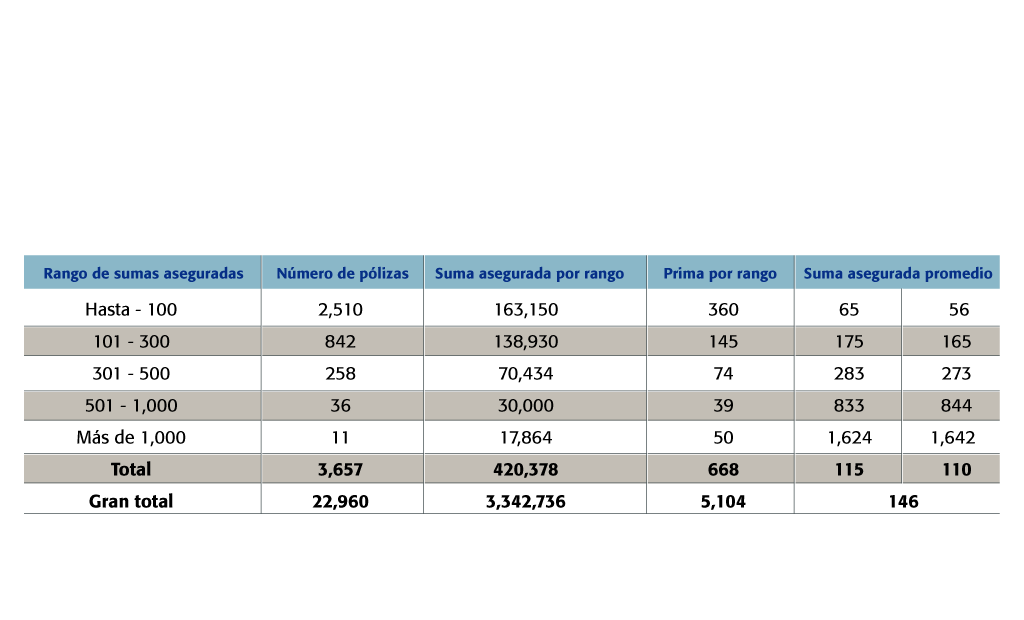 Rango de sumas aseguradas Número de pólizas Suma asegurada por rango Prima por rango Suma asegurada promedio
Hasta - 100 2,510 163,150 360 65 56
101 - 300 842 138,930 145 175 165
301 - 500 258 70,434 74 283 273
501 - 1,000 36 30,000 39 833 844
Más de 1,000 11 17,864 50 1,624 1,642
Total 3,657 420,378 668 115 110
Gran total 22,960 3,342,736 5,104 146